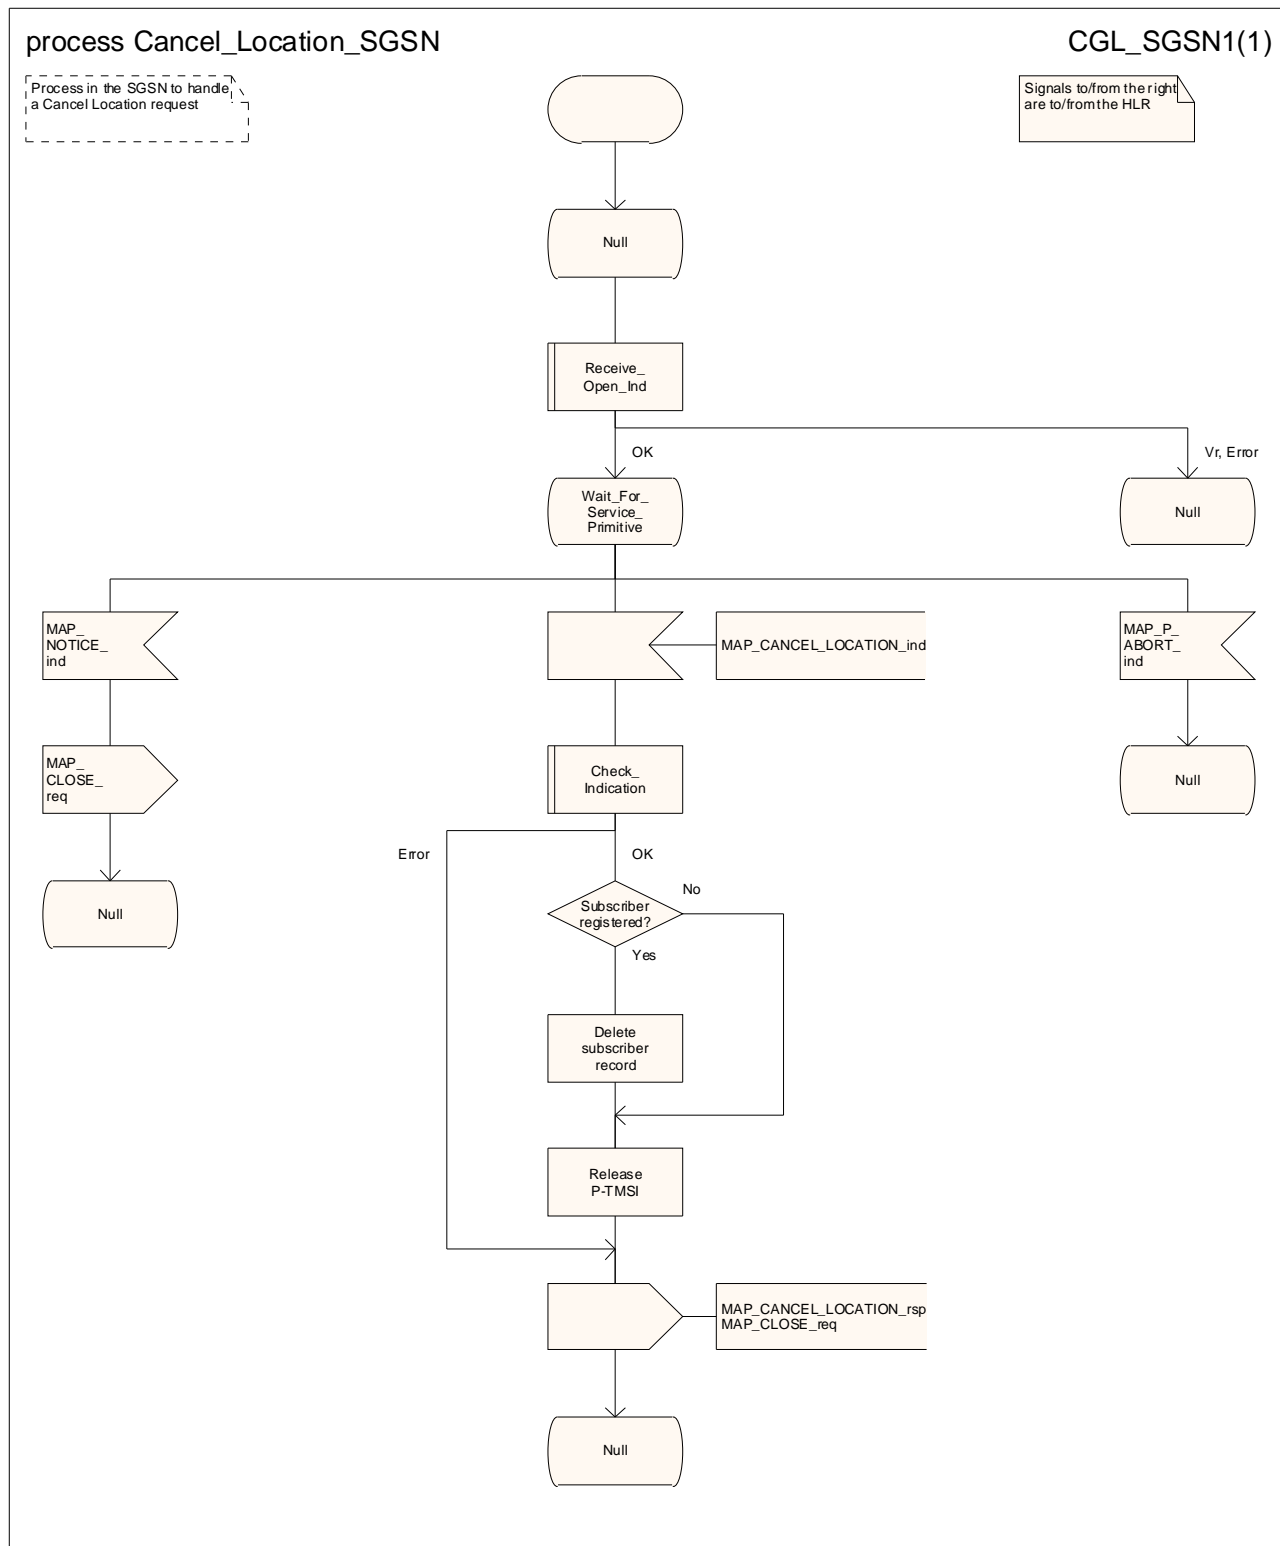 process Cancel_Location_SGSN
CGL_SGSN1(1)
Process in the SGSN to handle
a Cancel Location request
Signals to/from the right
are to/from the HLR
Null
Receive_
Open_Ind
OK
Vr, Error
Wait_For_
Service_
Primitive
Null
MAP_
NOTICE_
ind
MAP_CANCEL_LOCATION_ind
MAP_P_
ABORT_
ind
MAP_
CLOSE_
req
Check_
Indication
Null
Error
OK
No
Null
Subscriber
registered?
Yes
Delete
subscriber
record
Release
P-TMSI
MAP_CANCEL_LOCATION_rsp
MAP_CLOSE_req
Null